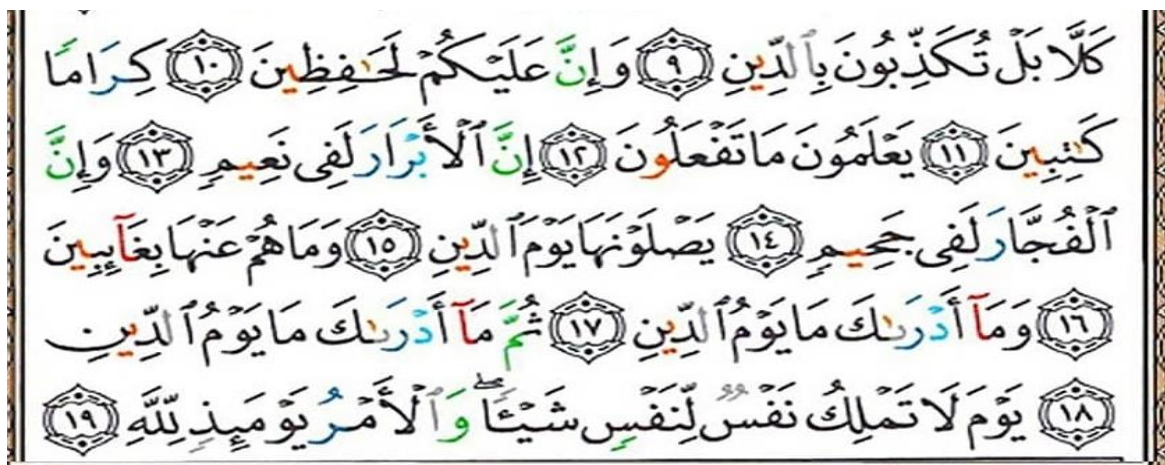 كَلَّا بَلْ تُكَذِّبُونَ بِٱلدِّينِ ٩ وَإِنَّ عَلَيْكُمْ لَحَـٰفِظِينَ ١٠ كِرَامًا
كَـٰتِبِينَ ١١ يَعْلَمُونَ مَا تَفْعَلُونَ ١٢ إِنَّ ٱلْأَبْرَارَ لَفِى نَعِيمٍ ١٣ وَإِنَّ
ٱلْفُجَّارَ لَفِى جَحِيمٍ ١٤ يَصْلَوْنَهَا يَوْمَ ٱلدِّينِ ١٥ وَمَا هُمْ عَنْهَا بِغَآئِبِينَ
١٦ وَمَآ أَدْرَىٰكَ مَا يَوْمُ ٱلدِّينِ ١٧ ثُمَّ مَآ أَدْرَىٰكَ مَا يَوْمُ ٱلدِّينِ
١٨ يَوْمَ لَا تَمْلِكُ نَفْسٌ لِّنَفْسٍ شَيْـًٔا ۖ وَٱلْأَمْرُ يَوْمَئِذٍ لِّلَّهِ ١٩